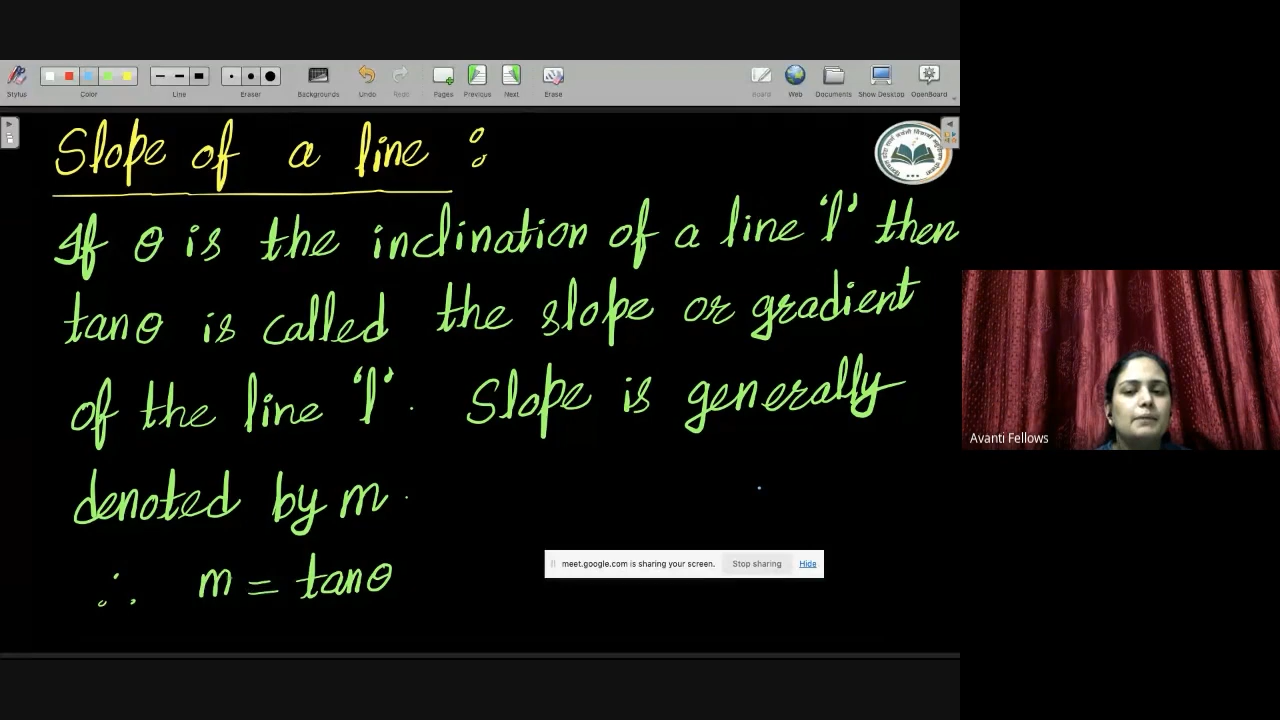 Stylus
Color
Line
Eraser
Backgrounds
Undo
Redo
Pages
Previous
Next
Erase
Board
Web
Documents
Show Desktop
OpenBoard
Slope of a line :
If θ is the inclination of a line 'l' then
tanθ is called the slope or gradient
of the line 'l'. Slope is generally
denoted by m.
∴ m = tanθ
meet.google.com is sharing your screen. Stop sharing Hide
Avanti Fellows